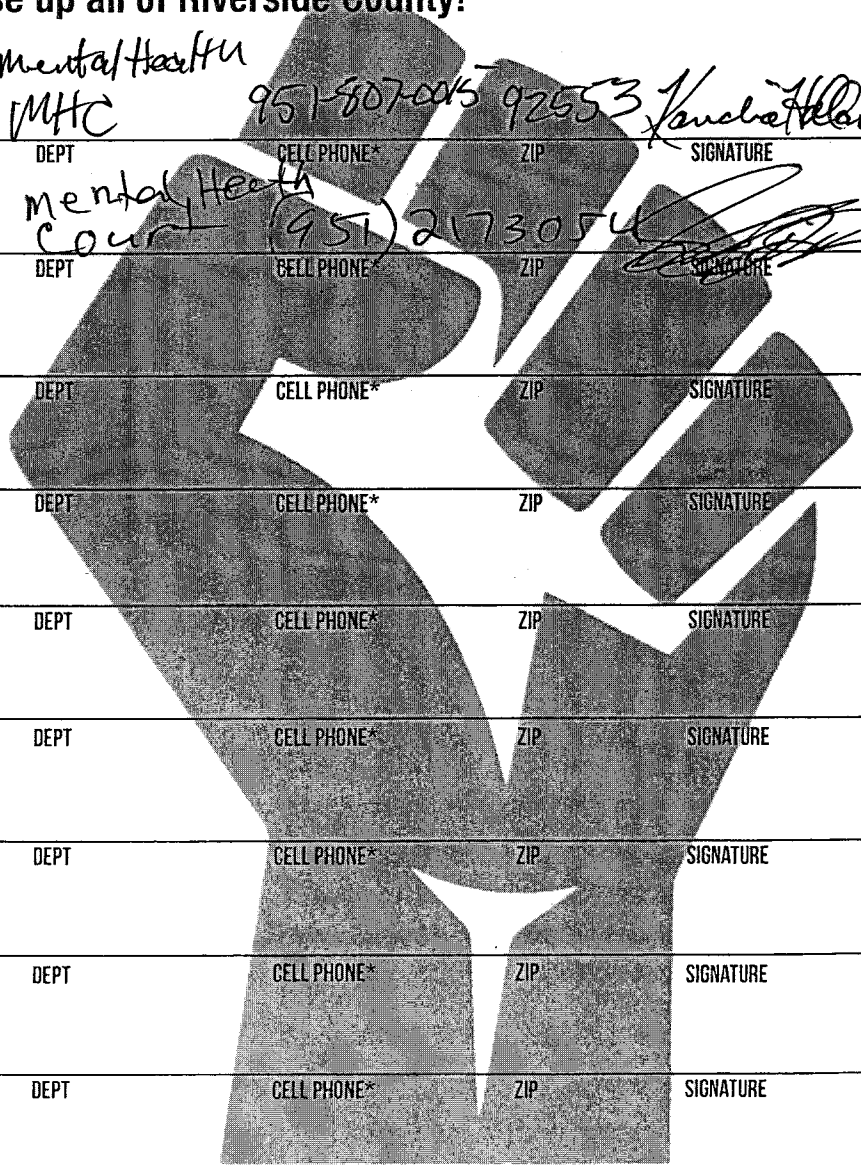 se up all of Riverside County!
Mental Health
MHC 951-807-0015 92553
DEPT CELL PHONE* ZIP SIGNATURE
Mental, Heath
Court (951) 2173054
DEPT CELL PHONE* ZIP SIGNATURE
DEPT CELL PHONE* ZIP SIGNATURE
DEPT CELL PHONE* ZIP SIGNATURE
DEPT CELL PHONE* ZIP SIGNATURE
DEPT CELL PHONE* ZIP SIGNATURE
DEPT CELL PHONE* ZIP SIGNATURE
DEPT CELL PHONE* ZIP SIGNATURE
DEPT CELL PHONE* ZIP SIGNATURE